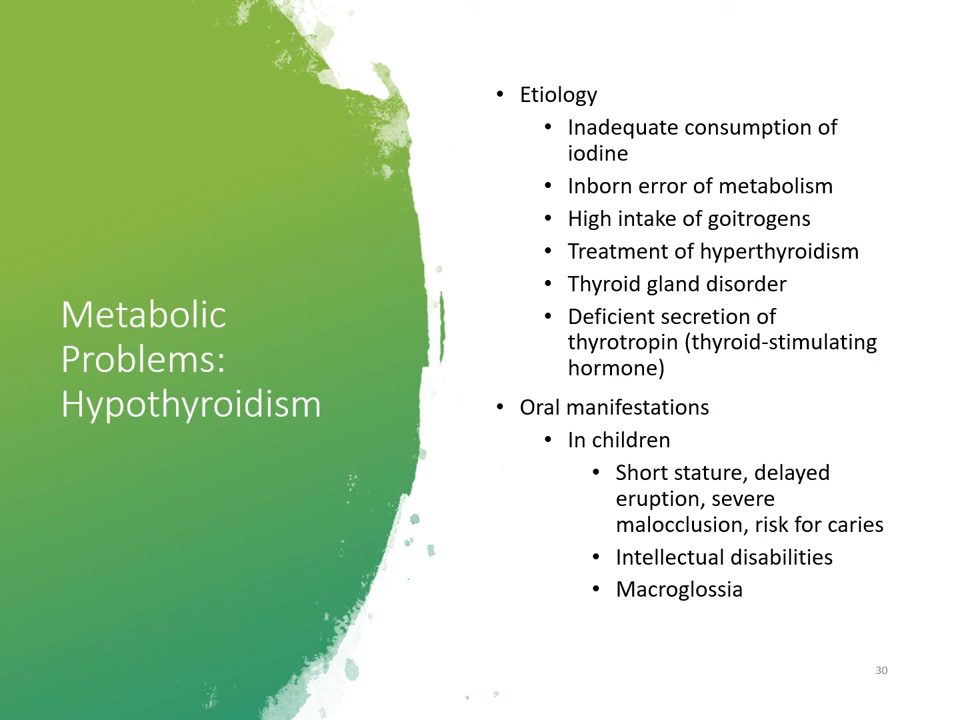 Metabolic
Problems:
Hypothyroidism
• Etiology
• Inadequate consumption of
iodine
• Inborn error of metabolism
• High intake of goitrogens
• Treatment of hyperthyroidism
• Thyroid gland disorder
• Deficient secretion of
thyrotropin (thyroid-stimulating
hormone)
• Oral manifestations
• In children
• Short stature, delayed
eruption, severe
malocclusion, risk for caries
• Intellectual disabilities
• Macroglossia
30